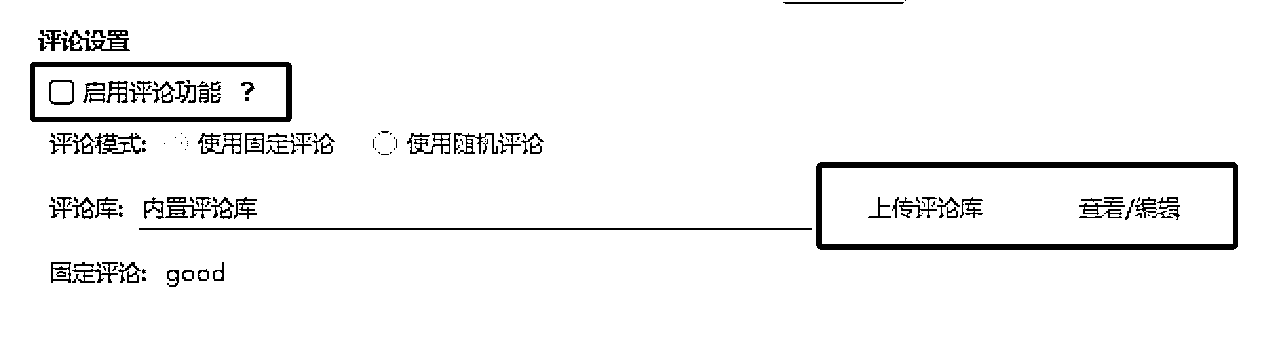 评论设置
启用评论功能 ?
评论模式: 使用固定评论 使用随机评论
评论库: 内置评论库 上传评论库 查看/编辑
固定评论: good